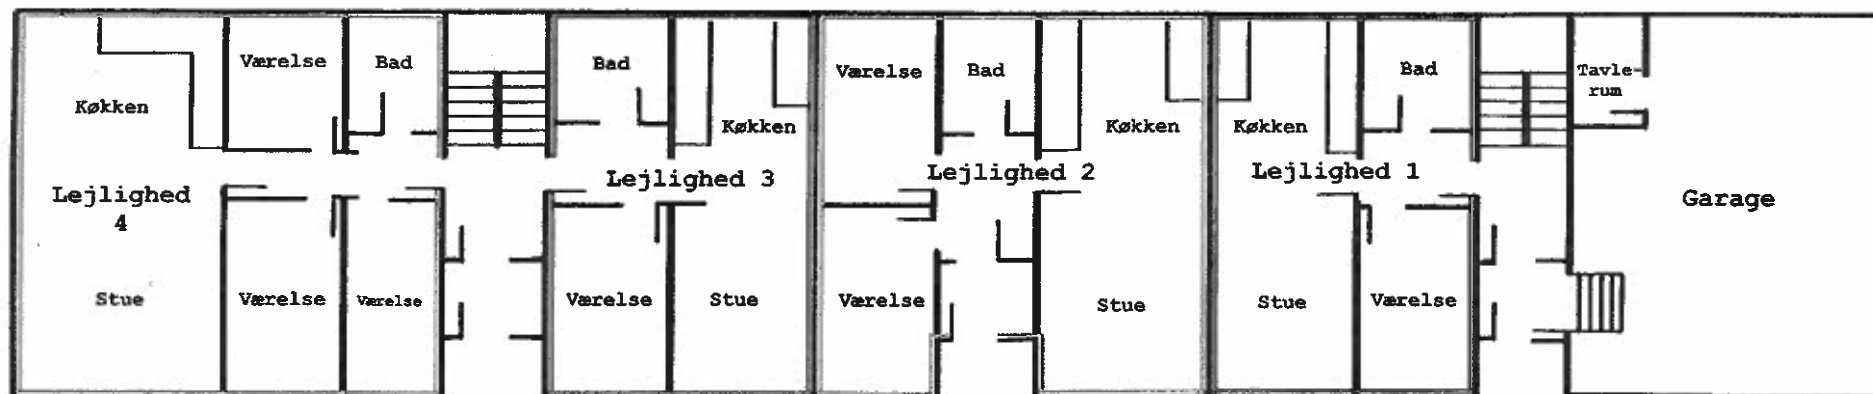 Køkken
Lejlighed
4
Stue
Værelse
Bad
Værelse
Værelse
Bad
Køkken
Lejlighed 3
Værelse
Stue
Værelse
Bad
Køkken
Lejlighed 2
Værelse
Stue
Køkken
Bad
Lejlighed 1
Stue
Værelse
Tavle-
rum
Garage